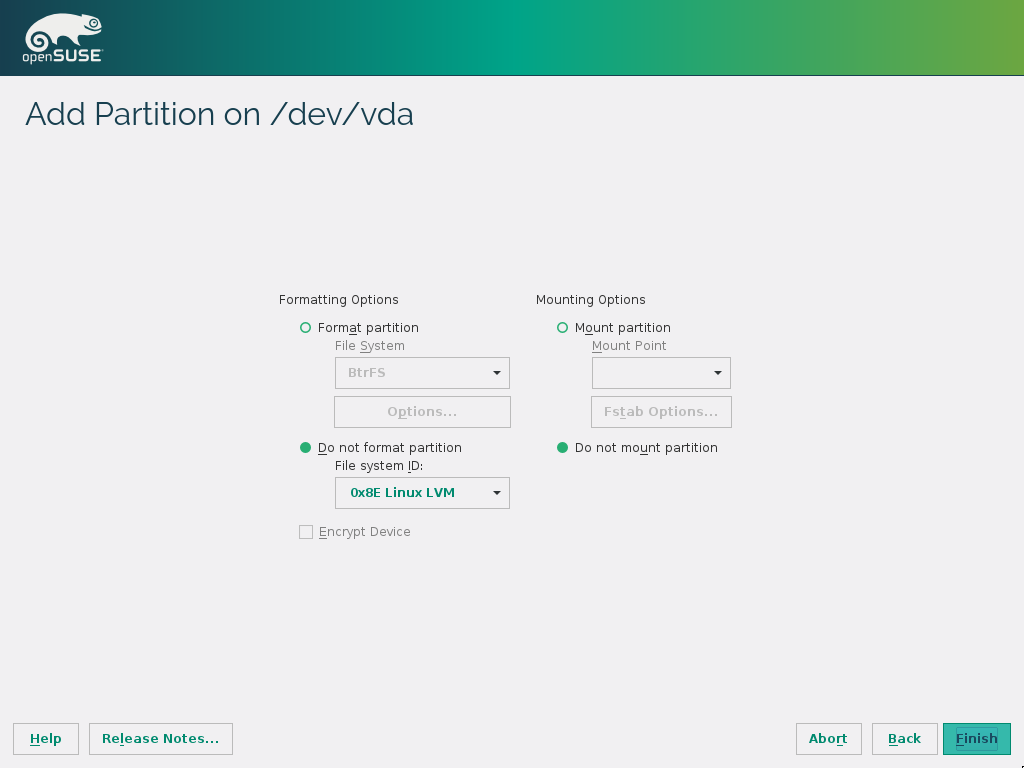 openSUSE
Add Partition on /dev/vda
Formatting Options
Format partition
File System
BtrFS
Options...
Do not format partition
File system ID:
0x8E Linux LVM
Encrypt Device
Mounting Options
Mount partition
Mount Point
Fstab Options...
Do not mount partition
Help
Release Notes...
Abort
Back
Finish